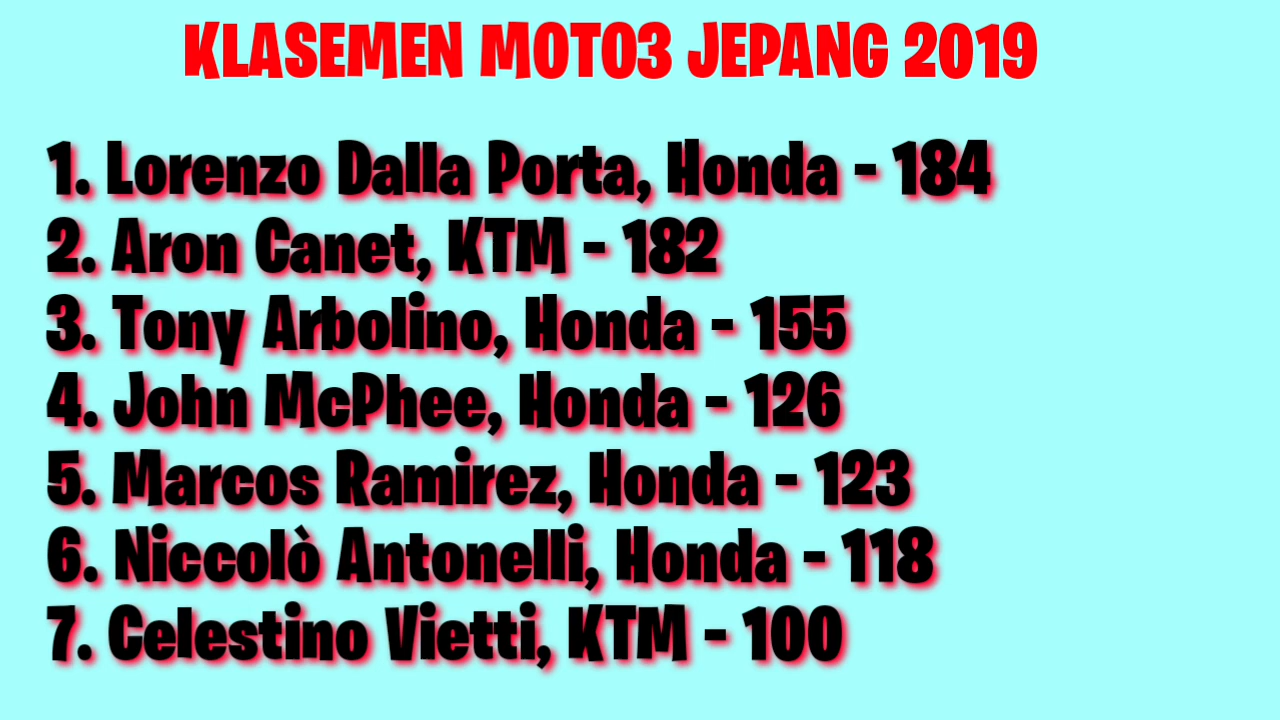 KLASEMEN MOTO3 JEPANG 2019
1. Lorenzo Dalla Porta, Honda - 184
2. Aron Canet, KTM - 182
3. Tony Arbolino, Honda - 155
4. John McPhee, Honda - 126
5. Marcos Ramirez, Honda - 123
6. Niccolò Antonelli, Honda - 118
7. Celestino Vietti, KTM - 100